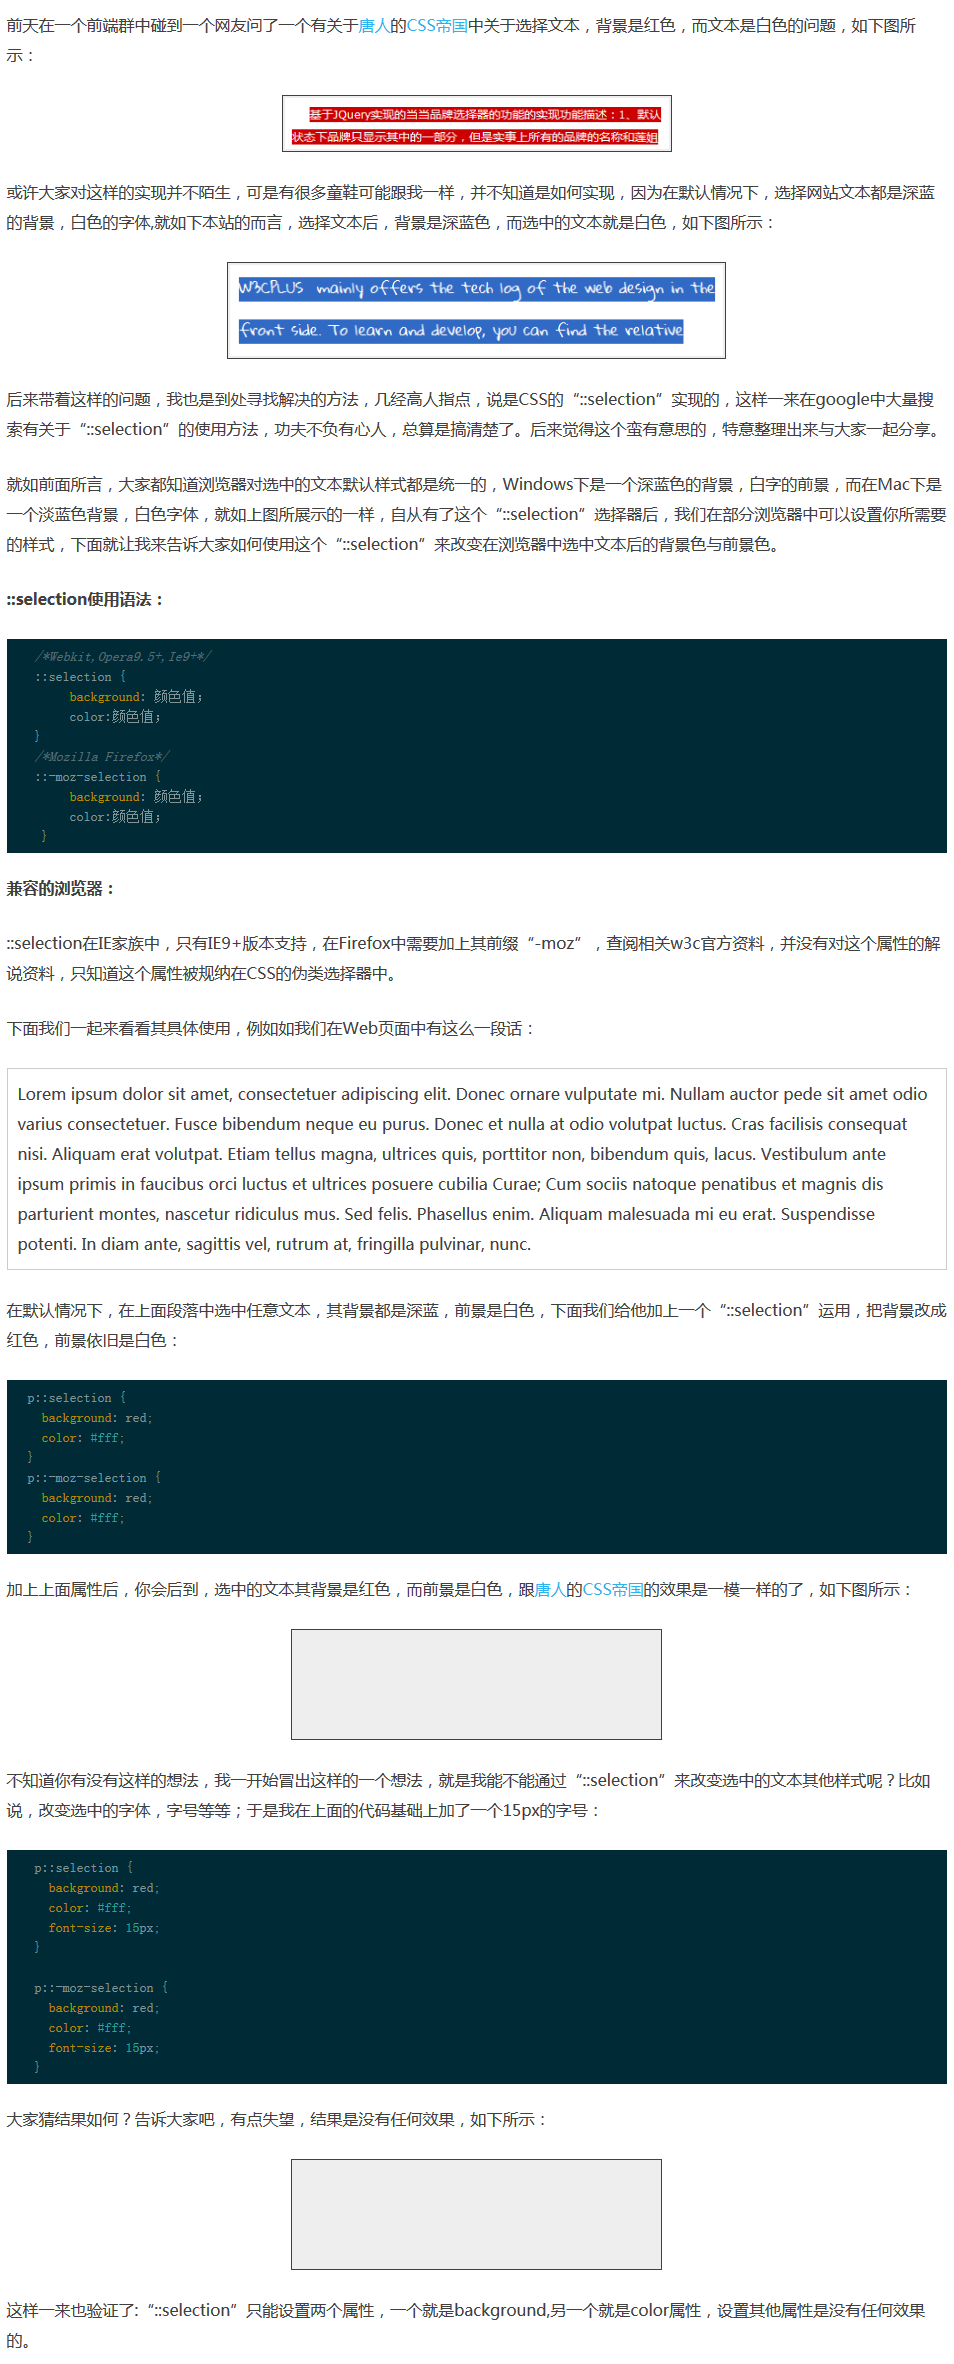 前天在一个前端群中碰到一个网友问了一个有关于唐人的CSS帝国中关于选择文本，背景是红色，而文本是白色的问题，如下图所
示：
基于JQuery实现的当当品牌选择器的功能的实现功能描述：1、默认
状态下品牌只显示其中的一部分，但是实事上所有的品牌的名称和莲姐
或许大家对这样的实现并不陌生，可是有很多童鞋可能跟我一样，并不知道是如何实现，因为在默认情况下，选择网站文本都是深蓝
的背景，白色的字体,就如下本站的而言，选择文本后，背景是深蓝色，而选中的文本就是白色，如下图所示：
W3CPLUS mainly offers the tech log of the web design in the
front side. To learn and develop, you can find the relative
后来带着这样的问题，我也是到处寻找解决的方法，几经高人指点，说是CSS的“::selection”实现的，这样一来在google中大量搜
索有关于“::selection”的使用方法，功夫不负有心人，总算是搞清楚了。后来觉得这个蛮有意思的，特意整理出来与大家一起分享。
就如前面所言，大家都知道浏览器对选中的文本默认样式都是统一的，Windows下是一个深蓝色的背景，白字的前景，而在Mac下是
一个淡蓝色背景，白色字体，就如上图所展示的一样，自从有了这个“::selection”选择器后，我们在部分浏览器中可以设置你所需要
的样式，下面就让我来告诉大家如何使用这个“::selection”来改变在浏览器中选中文本后的背景色与前景色。
::selection使用语法：
/*Webkit,Opera9.5+,Ie9+*/
::selection {
background: 颜色值;
color:颜色值;
}
/*Mozilla Firefox*/
::-moz-selection {
background: 颜色值;
color:颜色值;
}
兼容的浏览器：
::selection在IE家族中，只有IE9+版本支持，在Firefox中需要加上其前缀“-moz”，查阅相关w3c官方资料，并没有对这个属性的解
说资料，只知道这个属性被规纳在CSS的伪类选择器中。
下面我们一起来看看其具体使用，例如如我们在Web页面中有这么一段话：
Lorem ipsum dolor sit amet, consectetuer adipiscing elit. Donec ornare vulputate mi. Nullam auctor pede sit amet odio
varius consectetuer. Fusce bibendum neque eu purus. Donec et nulla at odio volutpat luctus. Cras facilisis consequat
nisi. Aliquam erat volutpat. Etiam tellus magna, ultrices quis, porttitor non, bibendum quis, lacus. Vestibulum ante
ipsum primis in faucibus orci luctus et ultrices posuere cubilia Curae; Cum sociis natoque penatibus et magnis dis
parturient montes, nascetur ridiculus mus. Sed felis. Phasellus enim. Aliquam malesuada mi eu erat. Suspendisse
potenti. In diam ante, sagittis vel, rutrum at, fringilla pulvinar, nunc.
在默认情况下，在上面段落中选中任意文本，其背景都是深蓝，前景是白色，下面我们给他加上一个“::selection”运用，把背景改成
红色，前景依旧是白色：
p::selection {
background: red;
color: #fff;
}
p::-moz-selection {
background: red;
color: #fff;
}
加上上面属性后，你会后到，选中的文本其背景是红色，而前景是白色，跟唐人的CSS帝国的效果是一模一样的了，如下图所示：
不知道你有没有这样的想法，我一开始冒出这样的一个想法，就是我能不能通过“::selection”来改变选中的文本其他样式呢？比如
说，改变选中的字体，字号等等；于是我在上面的代码基础上加了一个15px的字号：
p::selection {
background: red;
color: #fff;
font-size: 15px;
}
p::-moz-selection {
background: red;
color: #fff;
font-size: 15px;
}
大家猜结果如何？告诉大家吧，有点失望，结果是没有任何效果，如下所示：
这样一来也验证了:“::selection”只能设置两个属性，一个就是background,另一个就是color属性，设置其他属性是没有任何效果
的。